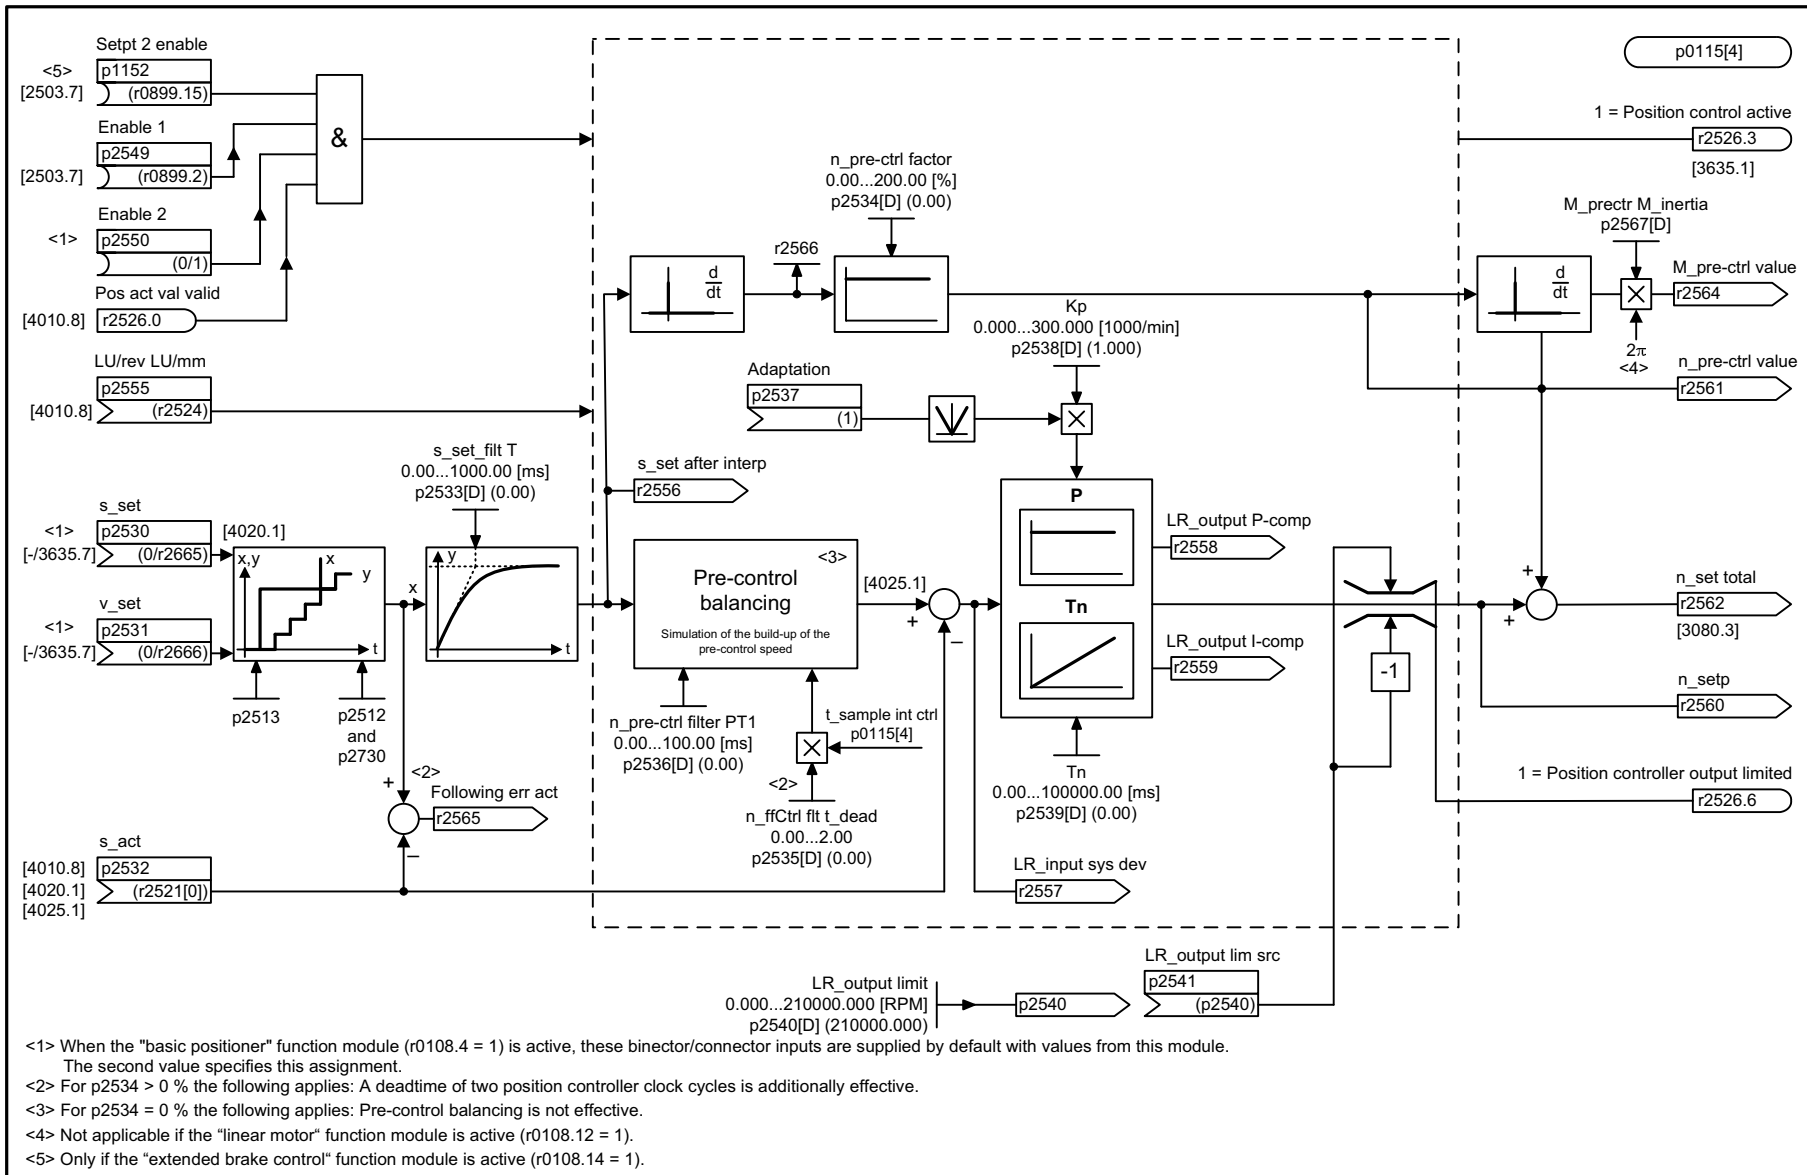 Setpt 2 enable
<5>
p1152
[2503.7]
(r0899.15)
Enable 1
p2549
[2503.7]
(r0899.2)
Enable 2
<1>
p2550
(0/1)
Pos act val valid
[4010.8]
r2526.0
&
LU/rev LU/mm
p2555
[4010.8]
(r2524)
s_set
<1>
p2530
[-/3635.7]
(0/r2665)
[4020.1]
v_set
<1>
p2531
[-/3635.7]
(0/r2666)
x,y
x
y
t
p2513
p2512
and
p2730
x
s_set_filt T
0.00...1000.00 [ms]
p2533[D] (0.00)
y
t
<2>
+
–
Following err act
r2565
s_act
[4010.8]
p2532
[4020.1]
(r2521[0])
[4025.1]
d
dt
r2566
n_pre-ctrl factor
0.00...200.00 [%]
p2534[D] (0.00)
Kp
0.000...300.000 [1000/min]
p2538[D] (1.000)
Adaptation
p2537
(1)
×
s_set after interp
r2556
<3>
Pre-control
balancing
Simulation of the build-up of the
pre-control speed
[4025.1]
+
–
n_pre-ctrl filter PT1
0.00...100.00 [ms]
p2536[D] (0.00)
t_sample int ctrl
p0115[4]
×
<2>
n_ffCtrl flt t_dead
0.00...2.00
p2535[D] (0.00)
P
Tn
LR_output P-comp
r2558
LR_output I-comp
r2559
Tn
0.00...100000.00 [ms]
p2539[D] (0.00)
LR_input sys dev
r2557
-1
LR_output limit
0.000...210000.000 [RPM]
p2540[D] (210000.000)
p2540
LR_output lim src
p2541
(p2540)
p0115[4]
1 = Position control active
r2526.3
[3635.1]
M_prectr M_inertia
p2567[D]
d
dt
×
2π
<4>
M_pre-ctrl value
r2564
n_pre-ctrl value
r2561
+
+
n_set total
r2562
[3080.3]
n_setp
r2560
1 = Position controller output limited
r2526.6
<1> When the "basic positioner" function module (r0108.4 = 1) is active, these binector/connector inputs are supplied by default with values from this module.
The second value specifies this assignment.
<2> For p2534 > 0 % the following applies: A deadtime of two position controller clock cycles is additionally effective.
<3> For p2534 = 0 % the following applies: Pre-control balancing is not effective.
<4> Not applicable if the “linear motor“ function module is active (r0108.12 = 1).
<5> Only if the “extended brake control“ function module is active (r0108.14 = 1).